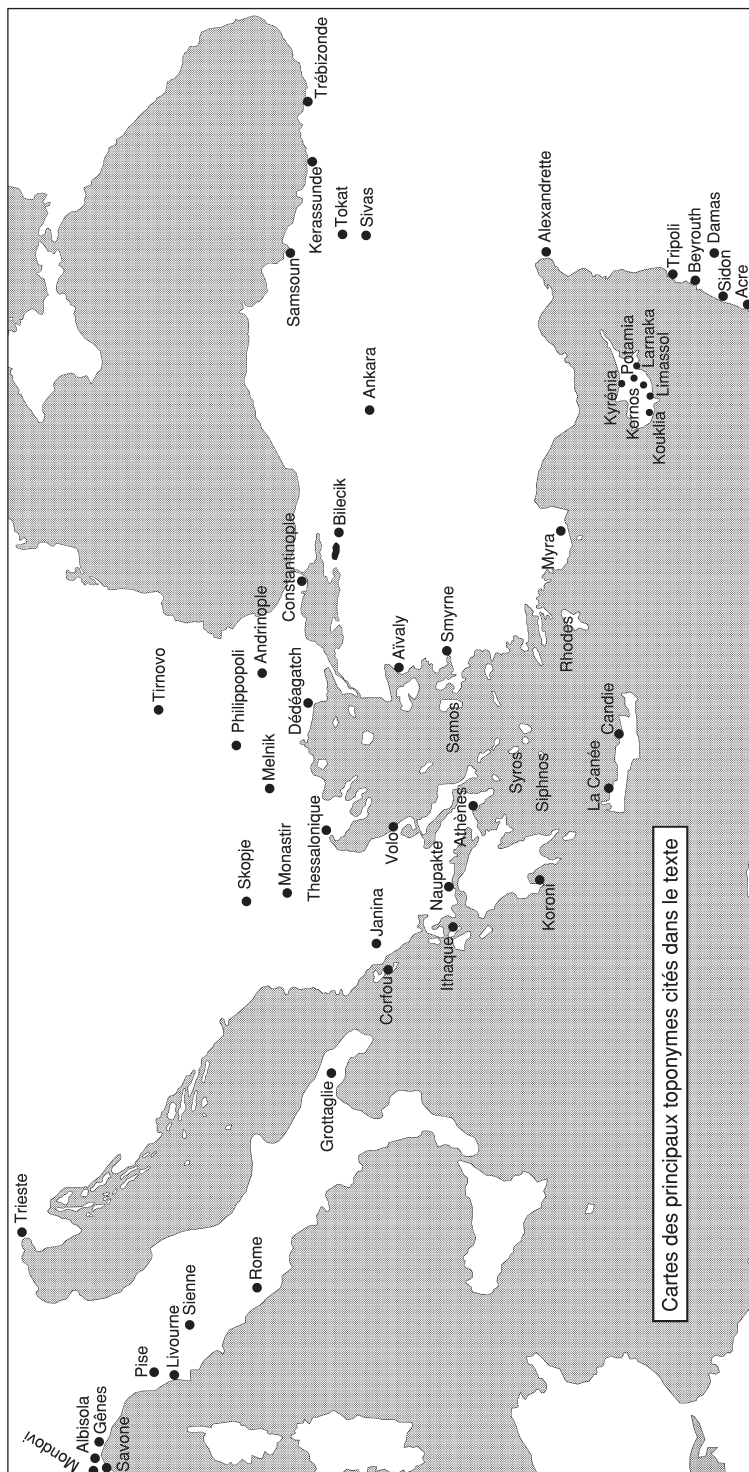 Mondovi
Albisola
Gênes
Savone
Pise
Livourne
Sienne
Rome
Trieste
Grottaglie
Corfou
Janina
Ithaque
Naupakte
Koroni
Skopje
Monastir
Thessalonique
Volo
Athènes
Melnik
Philippopoli
Tirnovo
Andrinople
Dédéagatch
Constantinople
Bilecik
Aïvaly
Smyrne
Samos
Syros
Siphnos
La Canée
Candie
Rhodes
Myra
Ankara
Samsoun
Kerassunde
Trébizonde
Tokat
Sivas
Alexandrette
Kyrénia
Potamia
Kornos
Larnaka
Limassol
Kouklia
Tripoli
Beyrouth
Damas
Sidon
Acre
Cartes des principaux toponymes cités dans le texte